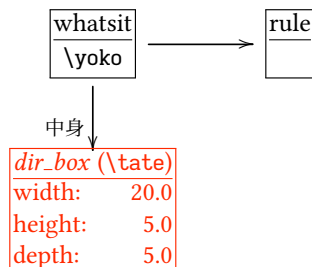 whatsit rule
\yoko
中身
dir_box (\tate)
width: 20.0
height: 5.0
depth: 5.0